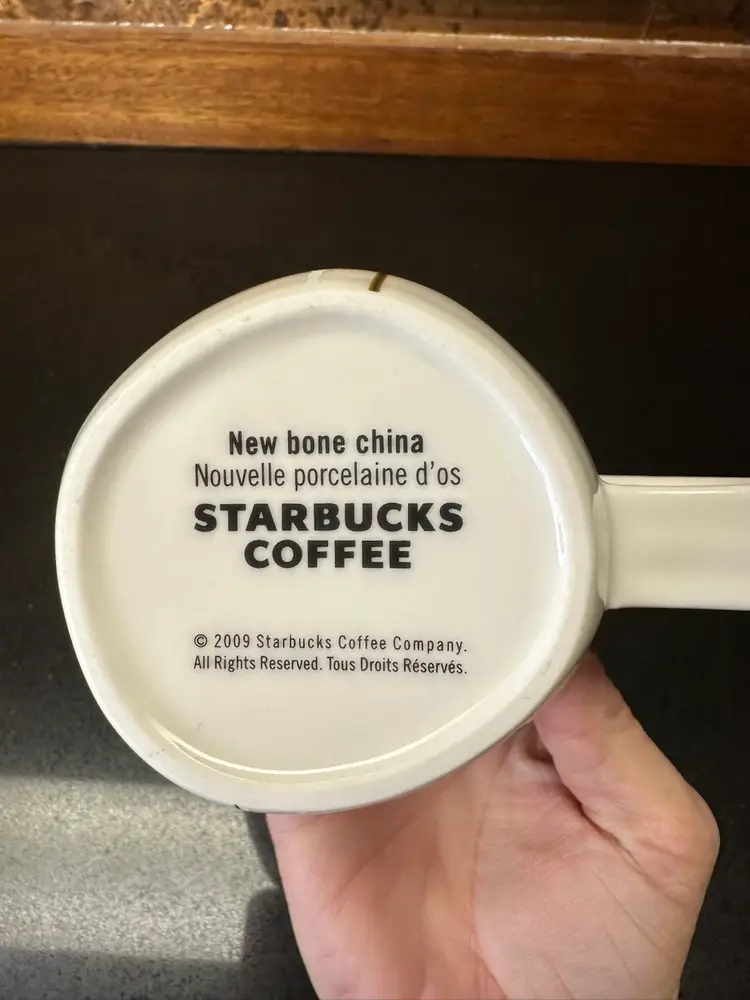 New bone china
Nouvelle porcelaine d'os
STARBUCKS
COFFEE
© 2009 Starbucks Coffee Company.
All Rights Reserved. Tous Droits Réservés.